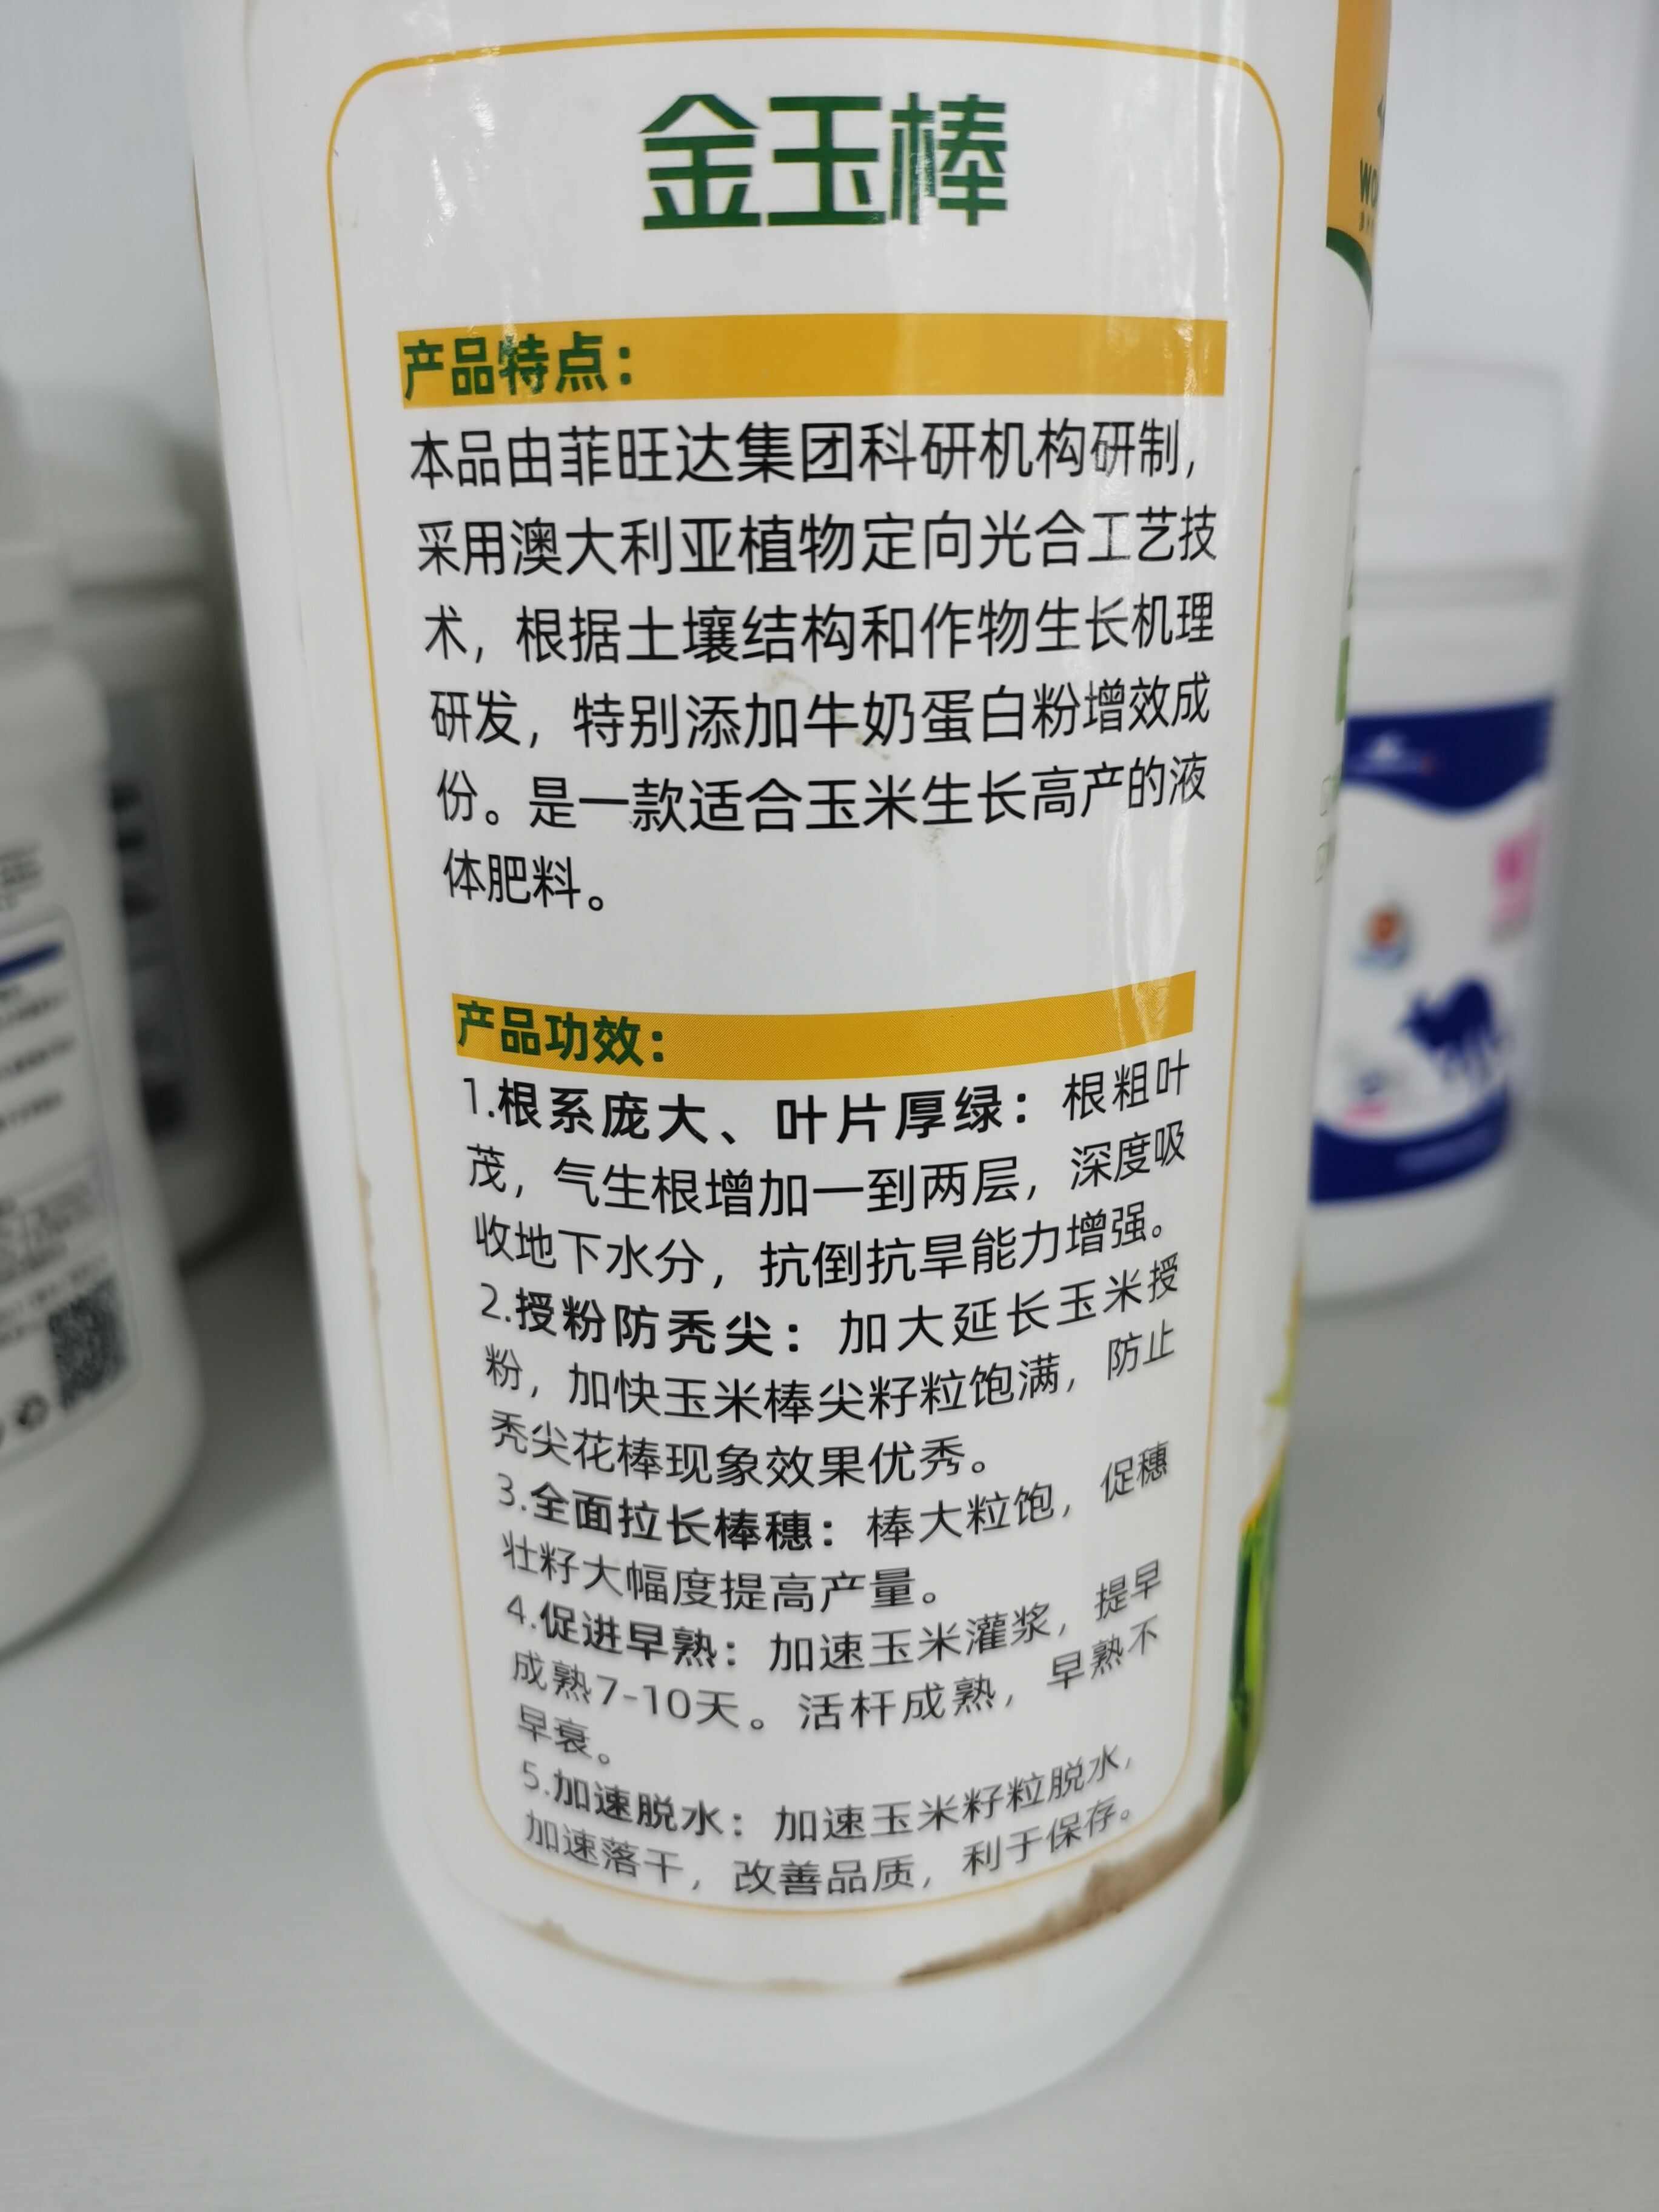 金玉棒
产品特点：
本品由菲旺达集团科研机构研制，
采用澳大利亚植物定向光合工艺技
术，根据土壤结构和作物生长机理
研发，特别添加牛奶蛋白粉增效成
份。是一款适合玉米生长高产的液
体肥料。
产品功效：
1.根系庞大、叶片厚绿：根粗叶
茂，气生根增加一到两层，深度吸
收地下水分，抗倒抗旱能力增强。
2.授粉防秃尖：加大延长玉米授
粉，加快玉米棒尖籽粒饱满，防止
秃尖花棒现象效果优秀。
3.全面拉长棒穗：棒大粒饱，促穗
壮籽大幅度提高产量。
4.促进早熟：加速玉米灌浆，提早
成熟7-10天。活杆成熟，早熟不
早衰。
5.加速脱水：加速玉米籽粒脱水，
加速落干，改善品质，利于保存。